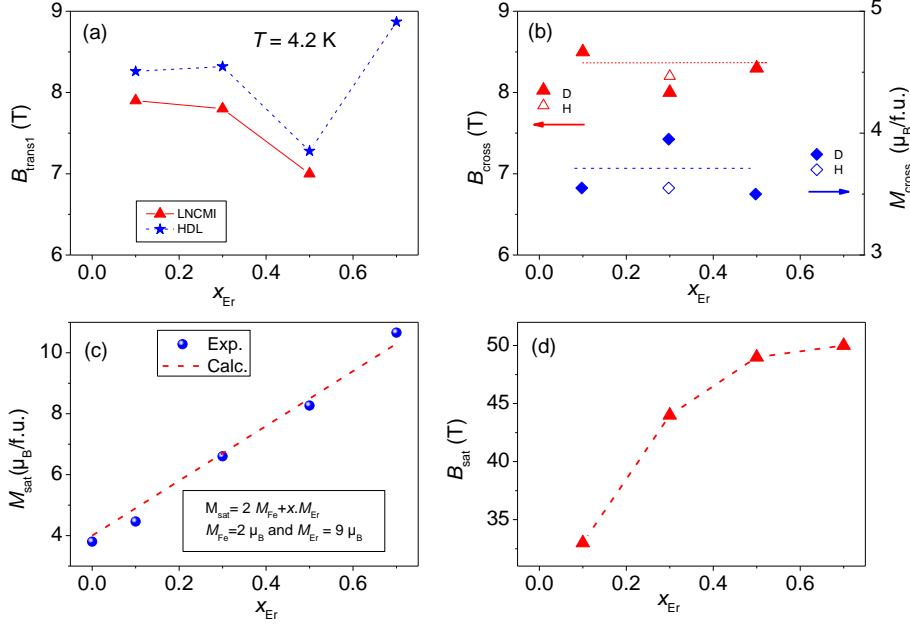 (a)
T = 4.2 K
9
8
7
6
B_trans1 (T)
LNCMI
HDL
0.0 0.2 0.4 0.6
x_Er
(b)
9
8
7
6
B_cross (T)
D
H
D
H
5
4
3
M_cross (μ_B/f.u.)
0.0 0.2 0.4 0.6
x_Er
(c)
Exp.
Calc.
10
8
6
4
M_sat(μ_B/f.u.)
M_sat= 2 M_Fe+x.M_Er
M_Fe=2 μ_B and M_Er = 9 μ_B
0.0 0.2 0.4 0.6
x_Er
(d)
50
45
40
35
B_sat (T)
0.0 0.2 0.4 0.6
x_Er